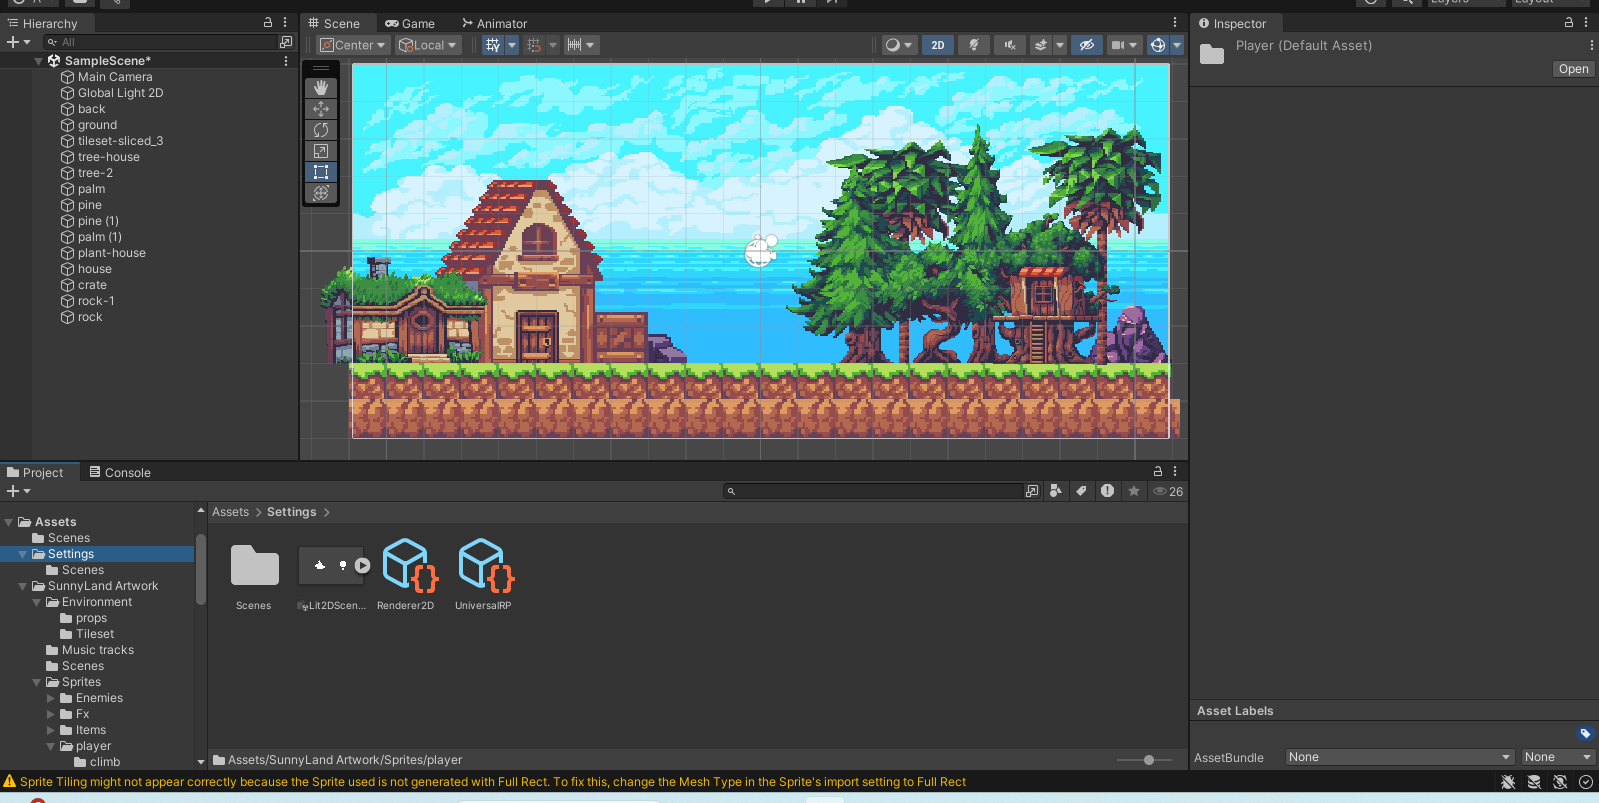 Layers
Layout
Hierarchy
Scene
Game
Animator
Inspector
All
Center
Local
2D
Player (Default Asset)
Open
SampleScene*
Main Camera
Global Light 2D
back
ground
tileset-sliced_3
tree-house
tree-2
palm
pine
pine (1)
palm (1)
plant-house
house
crate
rock-1
rock
Project
Console
26
Assets
Scenes
Settings
Scenes
SunnyLand Artwork
Environment
props
Tileset
Music tracks
Scenes
Sprites
Enemies
Fx
Items
player
climb
Assets > Settings >
Scenes
Lit2DScen...
Renderer2D
UniversalRP
Assets/SunnyLand Artwork/Sprites/player
Asset Labels
AssetBundle
None
None
Sprite Tiling might not appear correctly because the Sprite used is not generated with Full Rect. To fix this, change the Mesh Type in the Sprite's import setting to Full Rect